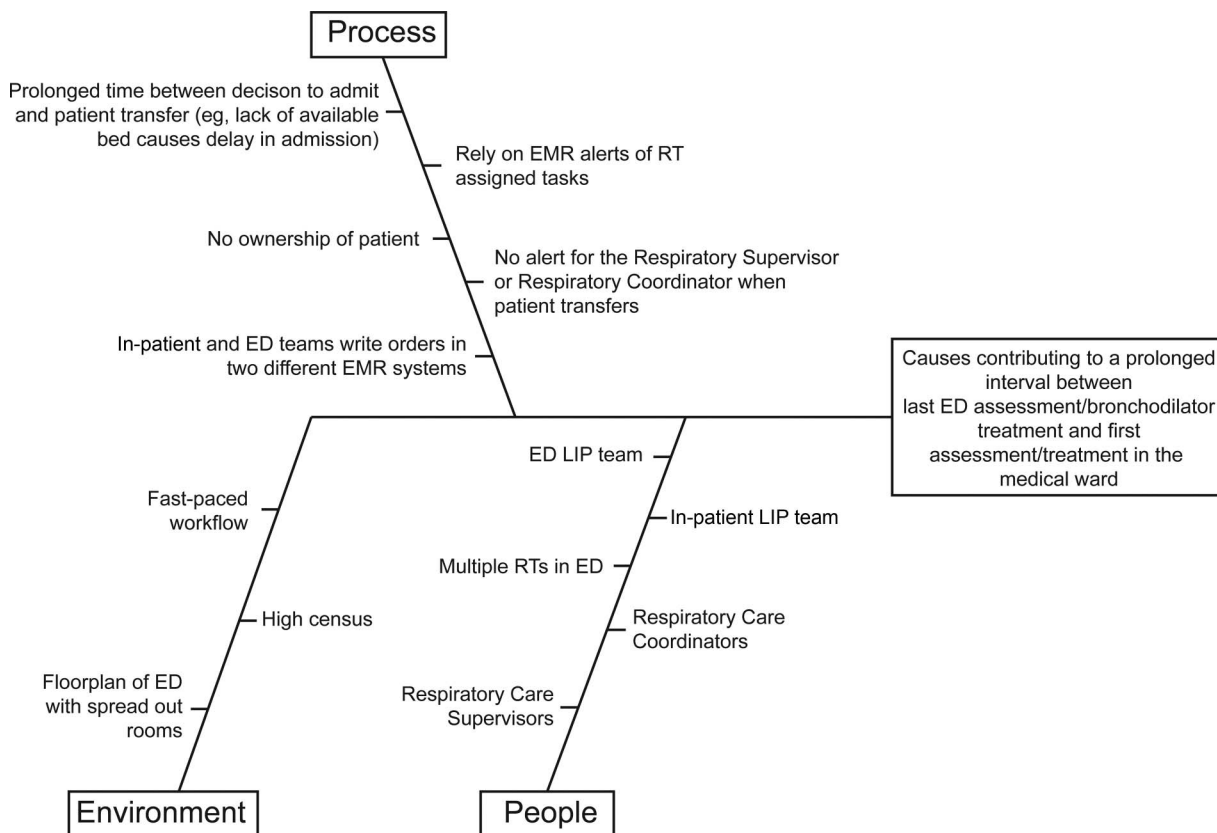 Process
Prolonged time between decison to admit
and patient transfer (eg, lack of available
bed causes delay in admission)
Rely on EMR alerts of RT
assigned tasks
No ownership of patient
No alert for the Respiratory Supervisor
or Respiratory Coordinator when
patient transfers
In-patient and ED teams write orders in
two different EMR systems
Causes contributing to a prolonged
interval between
last ED assessment/bronchodilator
treatment and first
assessment/treatment in the
medical ward
Fast-paced
workflow
High census
Floorplan of ED
with spread out
rooms
Environment
ED LIP team
In-patient LIP team
Multiple RTs in ED
Respiratory Care
Coordinators
Respiratory Care
Supervisors
People